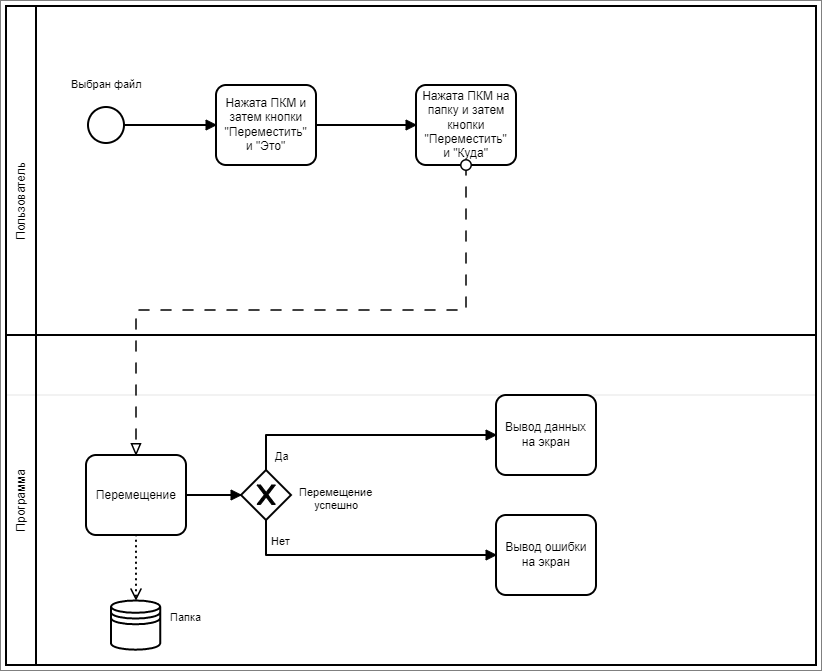 Пользователь
Выбран файл
Нажата ПКМ и
затем кнопки
"Переместить"
и "Это"
Нажата ПКМ на
папку и затем
кнопки
"Переместить"
и "Куда"
Программа
Перемещение
Папка
Да
Перемещение
успешно
Нет
Вывод данных
на экран
Вывод ошибки
на экран